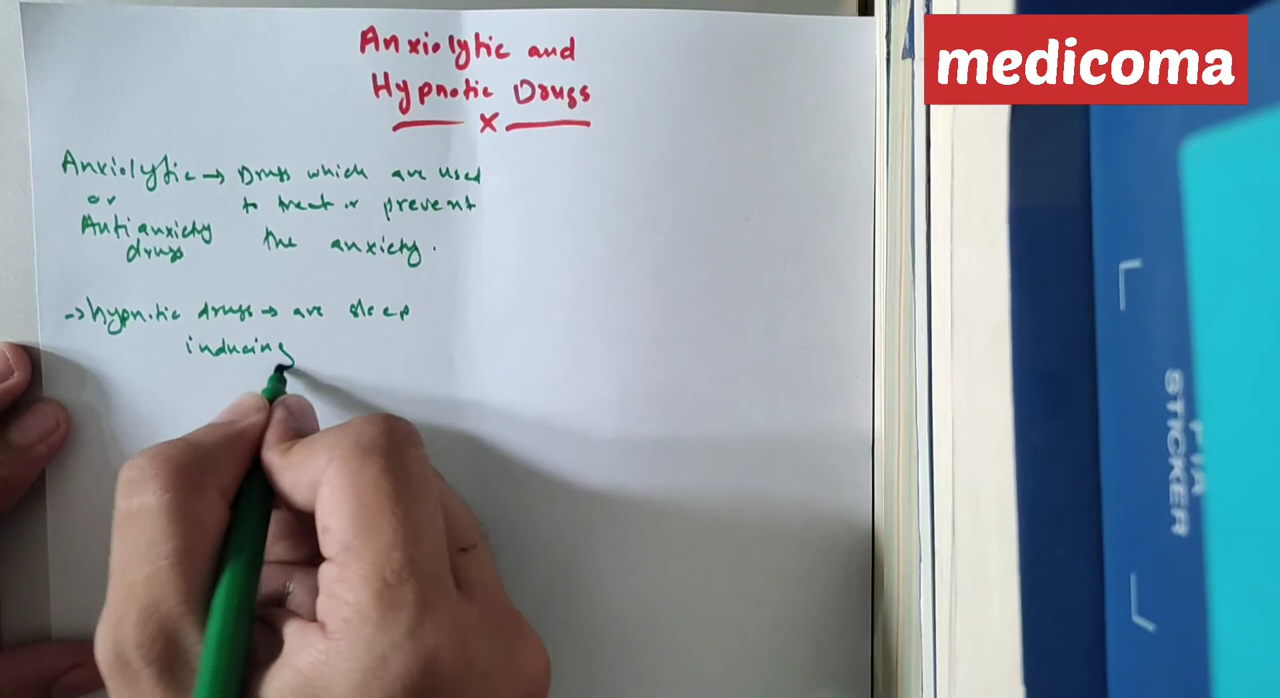 Anxiolytic and
Hypnotic Drugs
x
medicoma
Anxiolytic → Drugs which are used
or to treat or prevent
Antianxiety the anxiety.
drugs
→ hypnotic drugs → are sleep
inducing
STICKER